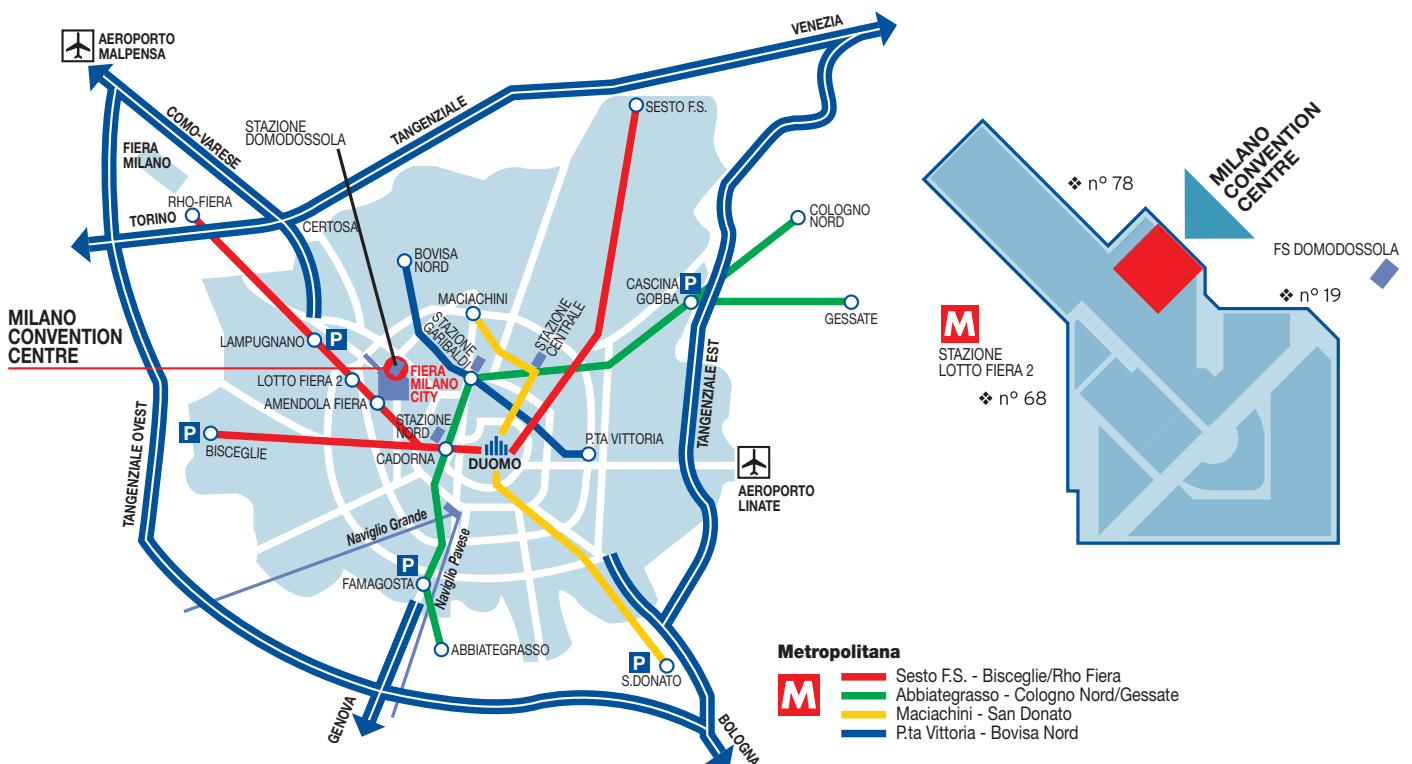 AEROPORTO
MALPENSA
VENEZIA
COMO-VARESE
STAZIONE
DOMODOSSOLA
TANGENZIALE
SESTO F.S.
FIERA
MILANO
RHO-FIERA
TORINO
CERTOSA
COLOGNO
NORD
BOVISA
NORD
MACIACHINI
CASCINA
GOBBA
P
GESSATE
STAZIONE
GARIBALDI
STAZIONE
CENTRALE
MILANO
CONVENTION
CENTRE
LAMPUGNANO
P
LOTTO FIERA 2
FIERA
MILANO
CITY
AMENDOLA FIERA
TANGENZIALE EST
TANGENZIALE OVEST
P
BISCEGLIE
STAZIONE
NORD
CADORNA
DUOMO
P.TA VITTORIA
AEROPORTO
LINATE
Naviglio Grande
Naviglio Pavese
P
FAMAGOSTA
ABBIATEGRASSO
P
S.DONATO
GENOVA
BOLOGNA
MILANO
CONVENTION
CENTRE
❖ nº 78
FS DOMODOSSOLA
❖ nº 19
M
STAZIONE
LOTTO FIERA 2
❖ nº 68
Metropolitana
M
Sesto F.S. - Bisceglie/Rho Fiera
Abbiategrasso - Cologno Nord/Gessate
Maciachini - San Donato
P.ta Vittoria - Bovisa Nord